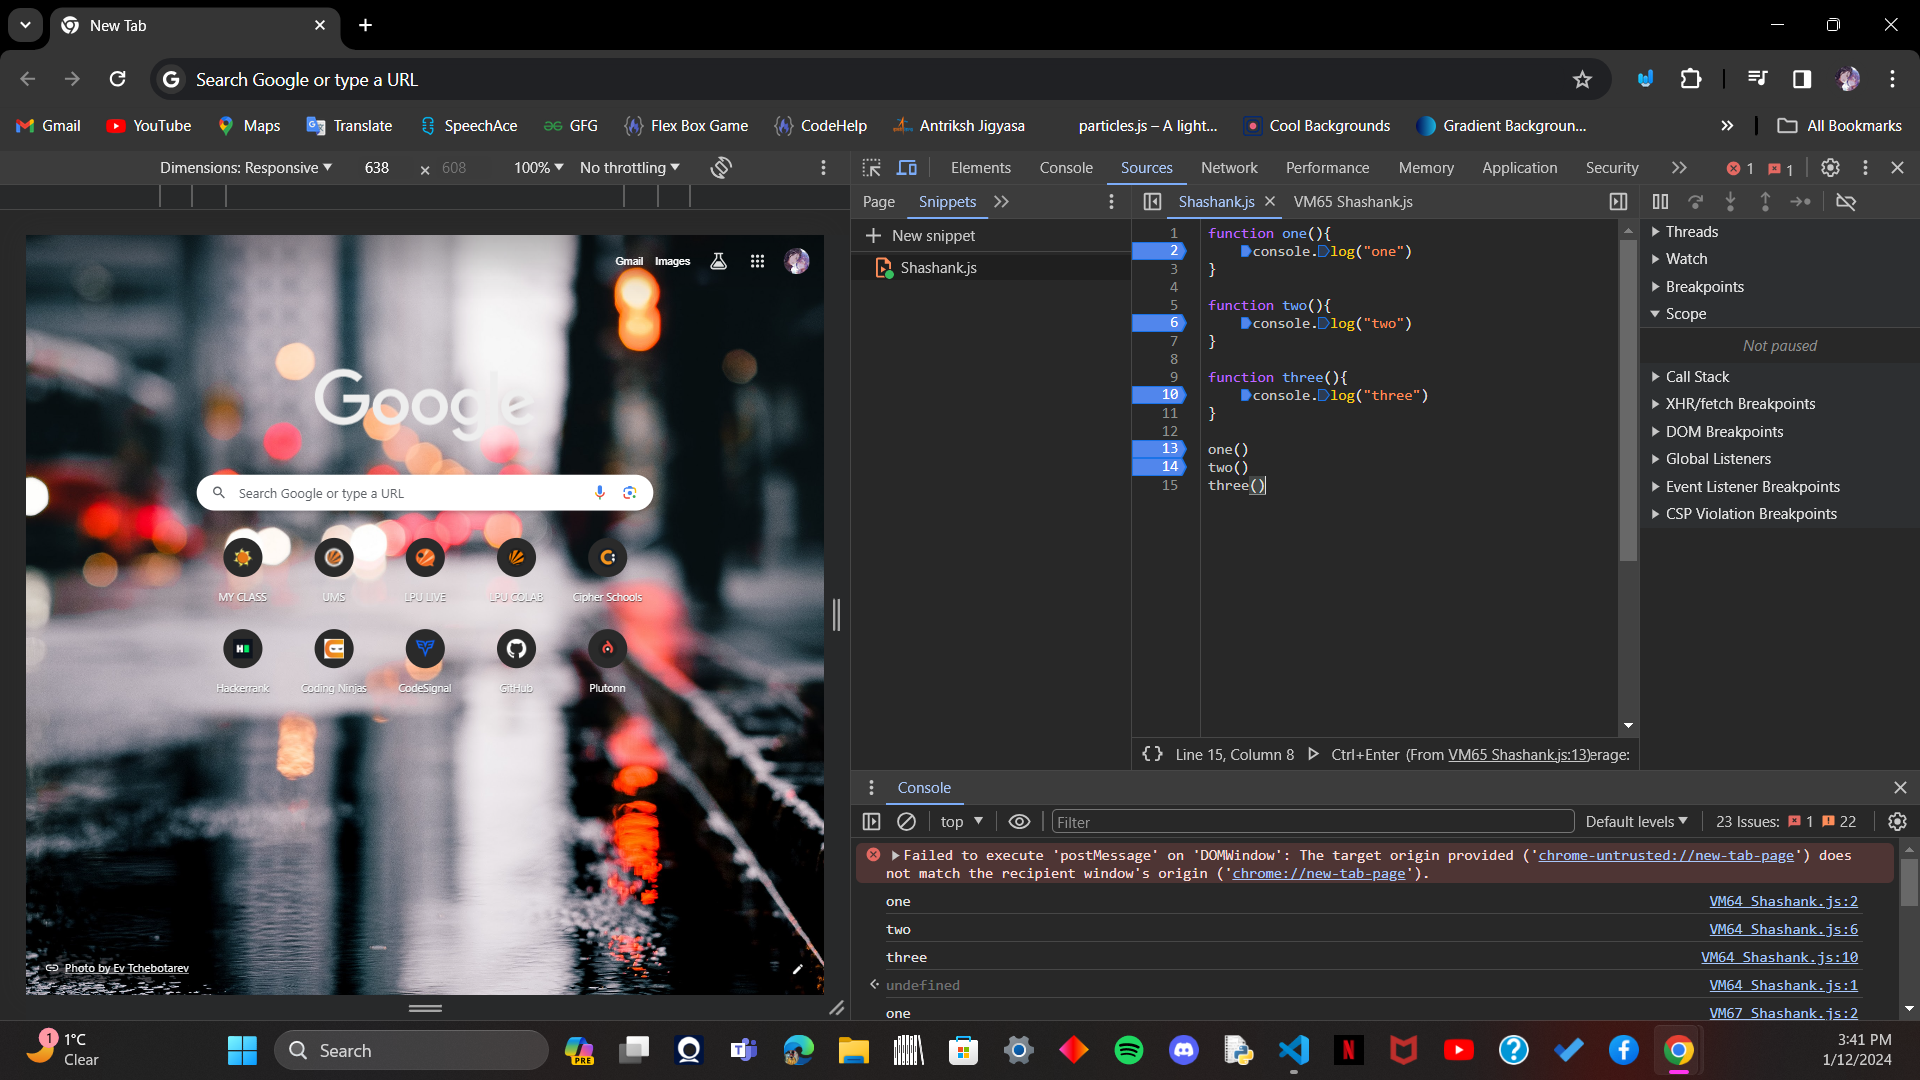 New Tab
Search Google or type a URL
Gmail YouTube Maps Translate SpeechAce GFG Flex Box Game CodeHelp Antriksh Jigyasa particles.js – A light... Cool Backgrounds Gradient Backgroun... All Bookmarks
Dimensions: Responsive 638 × 608 100% No throttling
Elements Console Sources Network Performance Memory Application Security 1 1
Page Snippets
Shashank.js VM65 Shashank.js
New snippet
Shashank.js
1 function one(){
2 console.log("one")
3 }
4
5 function two(){
6 console.log("two")
7 }
8
9 function three(){
10 console.log("three")
11 }
12
13 one()
14 two()
15 three()
{} Line 15, Column 8 Ctrl+Enter (From VM65 Shashank.js:13)erage:
Threads
Watch
Breakpoints
Scope
Not paused
Call Stack
XHR/fetch Breakpoints
DOM Breakpoints
Global Listeners
Event Listener Breakpoints
CSP Violation Breakpoints
Gmail Images
Google
Search Google or type a URL
MY CLASS UMS LPU LIVE LPU COLAB Cipher Schools
Hackerrank Coding Ninjas CodeSignal GitHub Plutonn
Photo by Ev Tchebotarev
Console
top Filter Default levels 23 Issues: 1 22
Failed to execute 'postMessage' on 'DOMWindow': The target origin provided ('chrome-untrusted://new-tab-page') does
not match the recipient window's origin ('chrome://new-tab-page').
one VM64 Shashank.js:2
two VM64 Shashank.js:6
three VM64 Shashank.js:10
undefined VM64 Shashank.js:1
one VM67 Shashank.js:2
1 1°C
Clear
Search
PRE
3:41 PM
1/12/2024